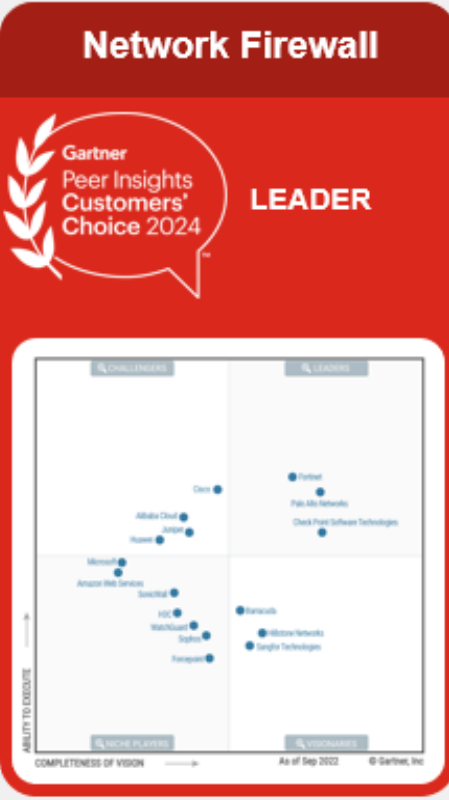 Network Firewall
Gartner
Peer Insights
Customers'
Choice 2024
™
LEADER
CHALLENGERS
LEADERS
Fortinet
Cisco
Palo Alto Networks
Alibaba Cloud
Check Point Software Technologies
Juniper
Huawei
Microsoft
Amazon Web Services
SonicWall
H3C
Barracuda
WatchGuard
Hillstone Networks
Sophos
Sangfor Technologies
Forcepoint
ABILITY TO EXECUTE
NICHE PLAYERS
VISIONARIES
COMPLETENESS OF VISION
As of Sep 2022
© Gartner, Inc